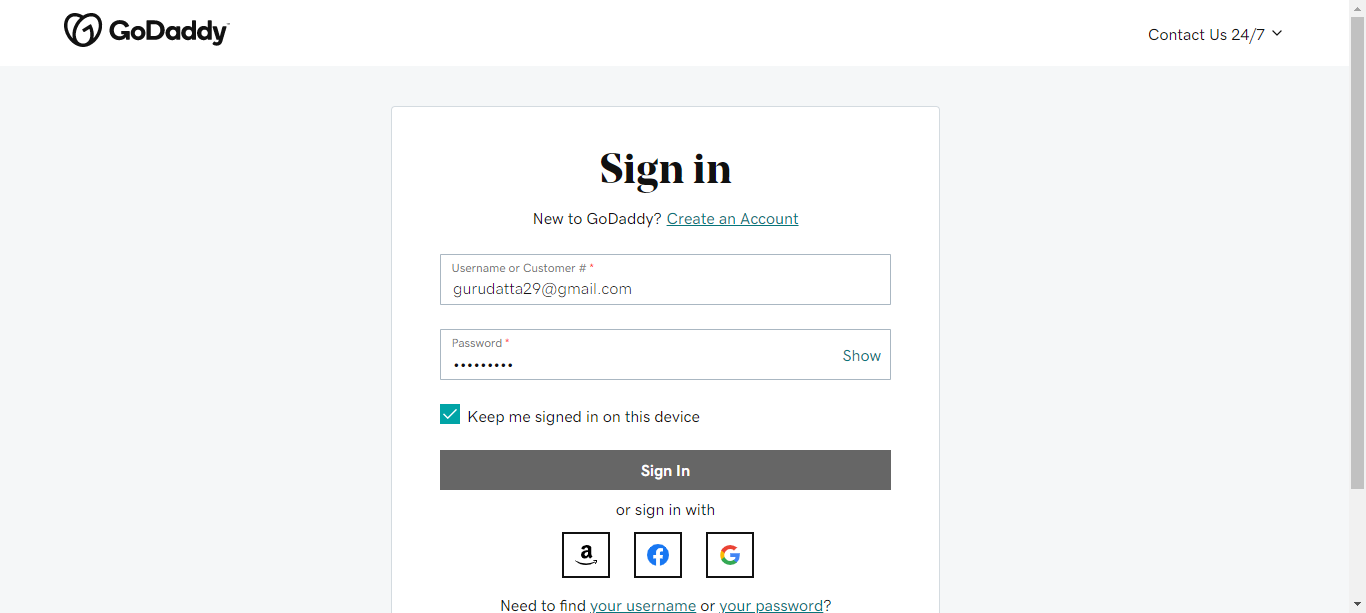 GoDaddy
Contact Us 24/7
Sign in
New to GoDaddy? Create an Account
Username or Customer # *
gurudatta29@gmail.com
Password *
•••••••••
Show
Keep me signed in on this device
Sign In
or sign in with
Need to find your username or your password?